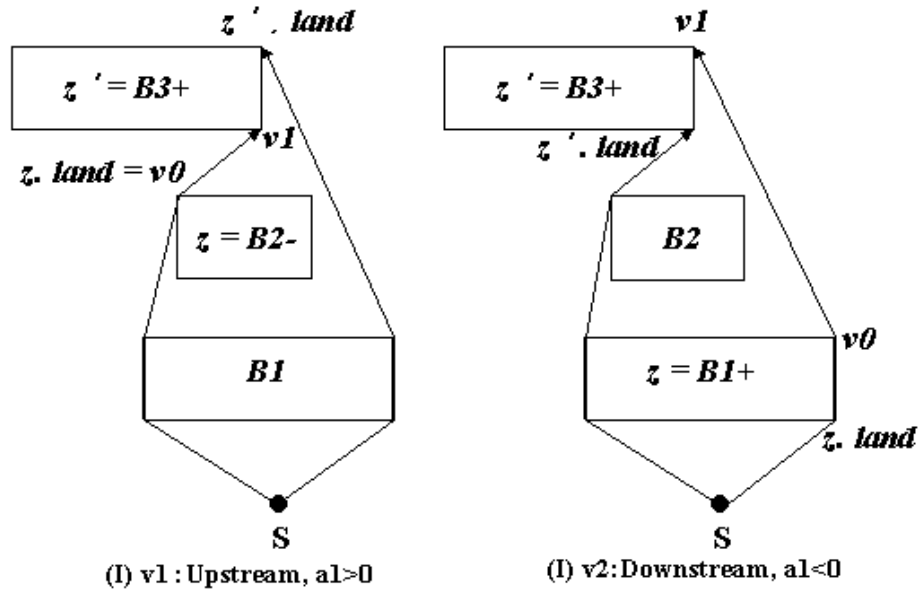 z ′ . land
z ′ = B3+
v1
z. land = v0
z = B2-
B1
S
(I) v1 : Upstream, a1>0
v1
z ′ = B3+
z ′. land
B2
v0
z = B1+
z. land
S
(I) v2: Downstream, a1<0